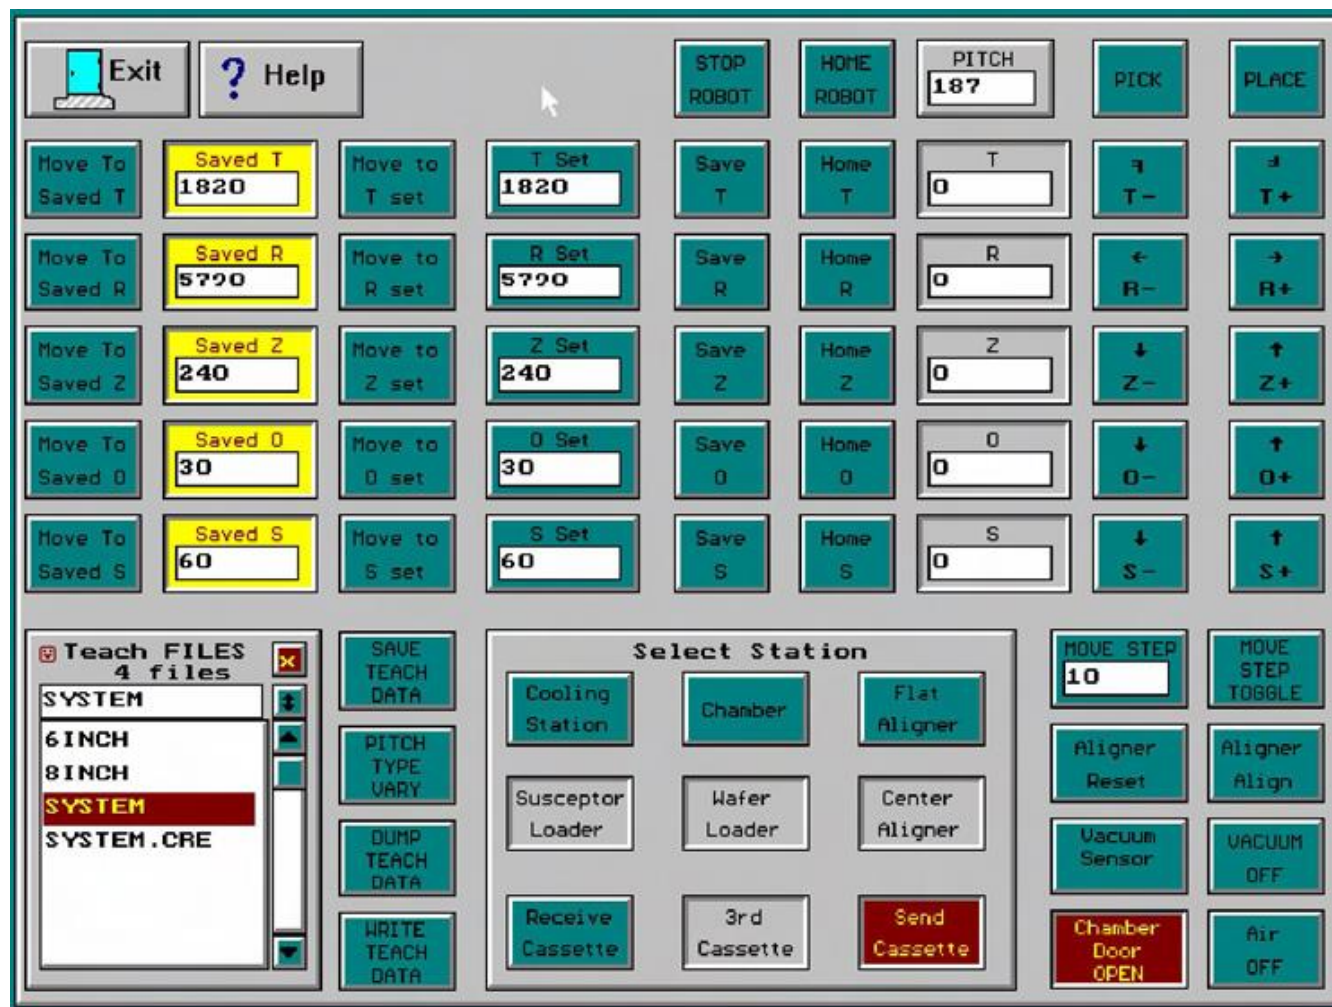 Exit
? Help
STOP ROBOT
HOME ROBOT
PITCH
187
PICK
PLACE
Move To Saved T
Saved T
1820
Move to T set
T Set
1820
Save T
Home T
T
0
T-
T+
Move To Saved R
Saved R
5790
Move to R set
R Set
5790
Save R
Home R
R
0
← R-
→ R+
Move To Saved Z
Saved Z
240
Move to Z set
Z Set
240
Save Z
Home Z
Z
0
↓ Z-
↑ Z+
Move To Saved O
Saved O
30
Move to O set
O Set
30
Save O
Home O
O
0
↓ O-
↑ O+
Move To Saved S
Saved S
60
Move to S set
S Set
60
Save S
Home S
S
0
↓ S-
↑ S+
Teach FILES
4 files
SYSTEM
6INCH
8INCH
SYSTEM
SYSTEM.CRE
SAVE TEACH DATA
PITCH TYPE VARY
DUMP TEACH DATA
WRITE TEACH DATA
Select Station
Cooling Station
Chamber
Flat Aligner
Susceptor Loader
Wafer Loader
Center Aligner
Receive Cassette
3rd Cassette
Send Cassette
MOVE STEP
10
MOVE STEP TOGGLE
Aligner Reset
Aligner Align
Vacuum Sensor
VACUUM OFF
Chamber Door OPEN
Air OFF